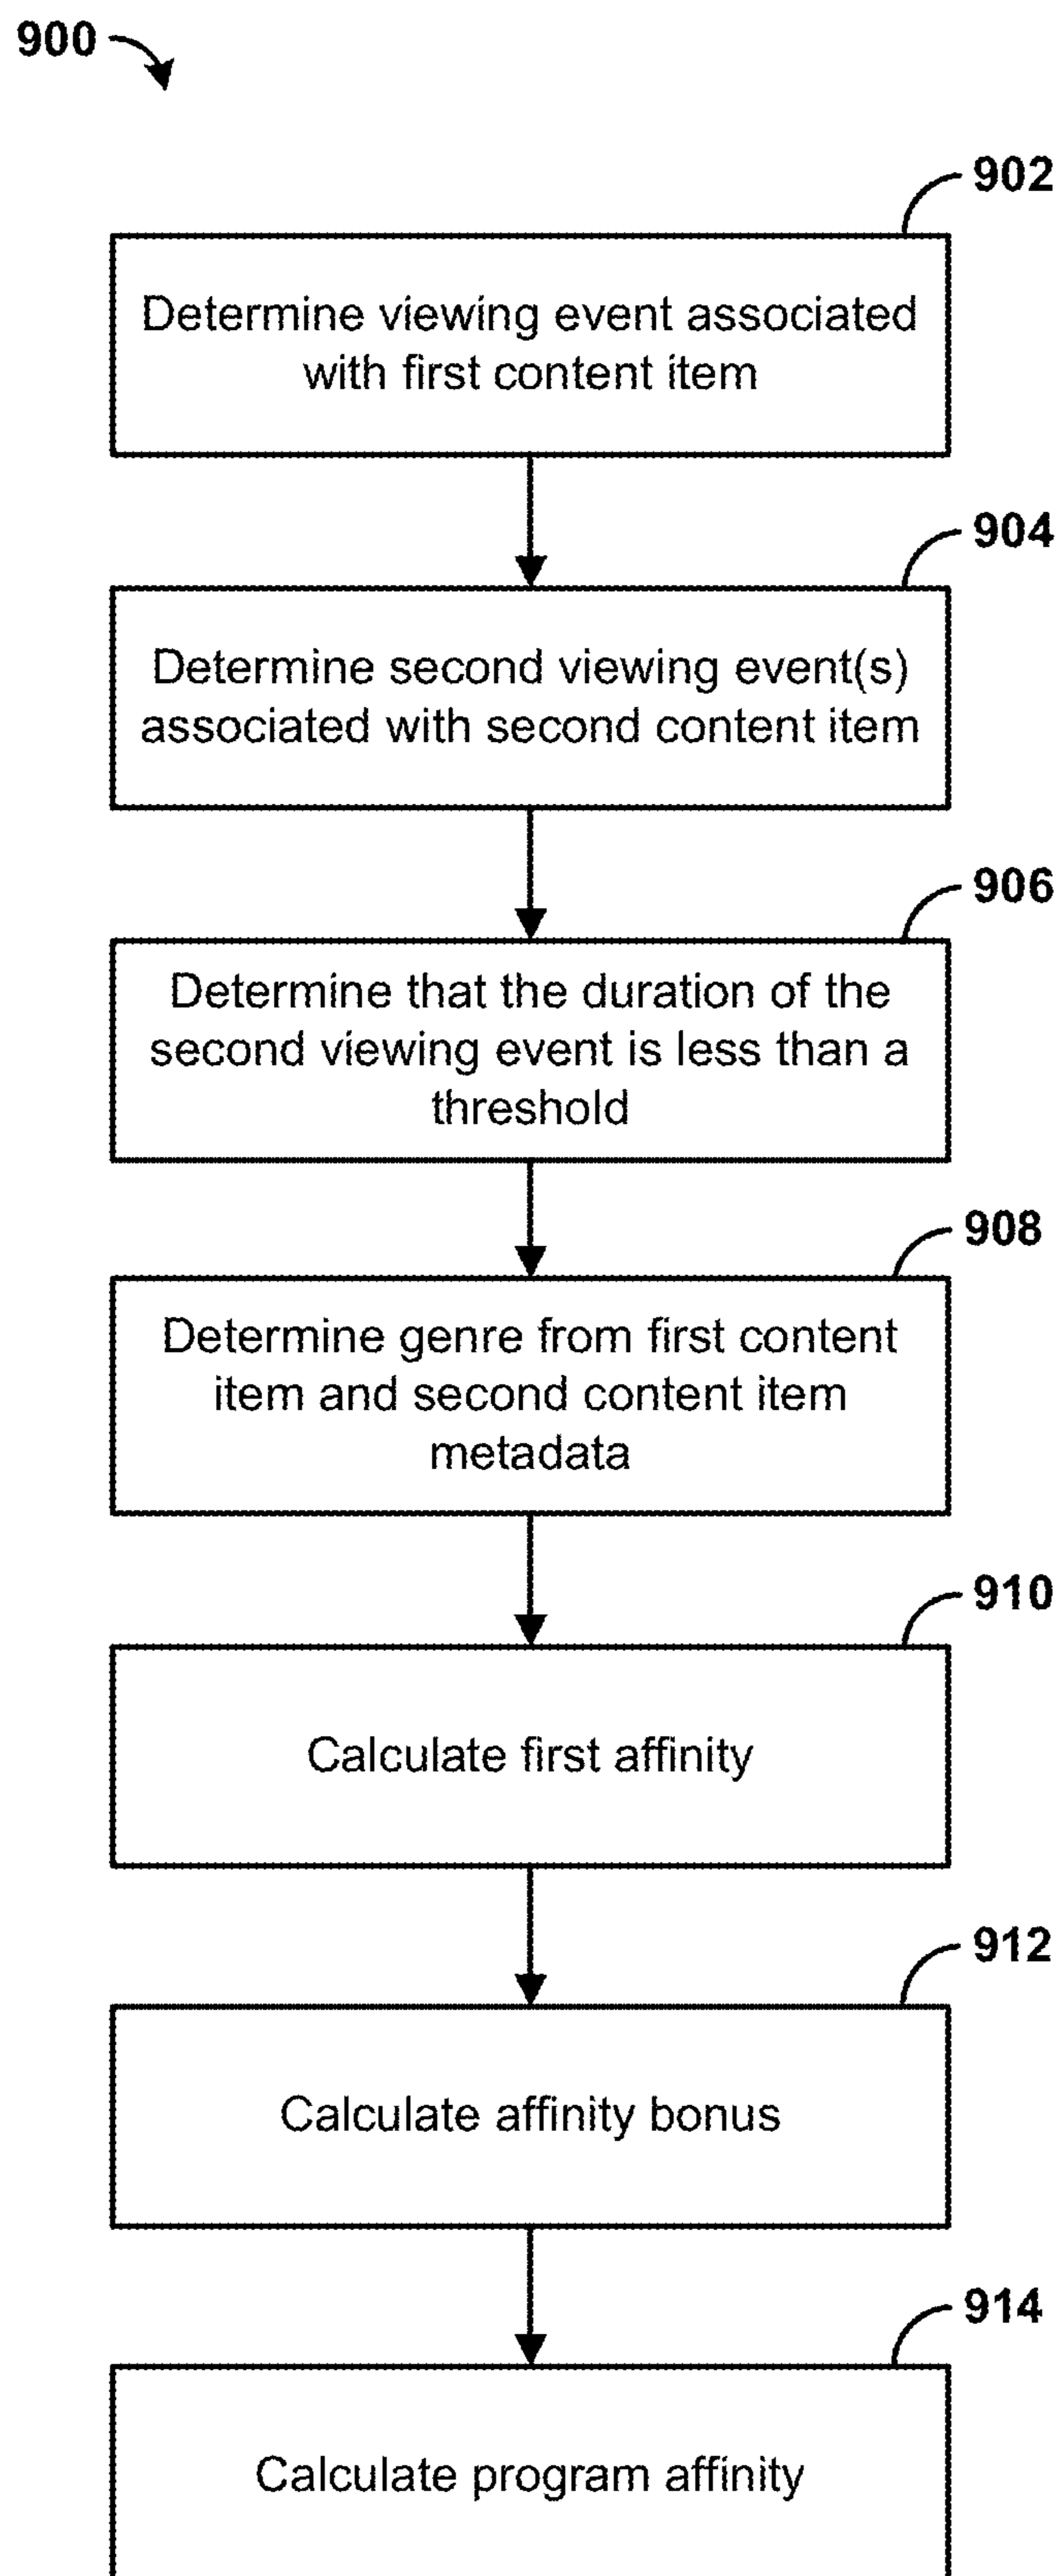 900
902
Determine viewing event associated
with first content item
904
Determine second viewing event(s)
associated with second content item
906
Determine that the duration of the
second viewing event is less than a
threshold
908
Determine genre from first content
item and second content item
metadata
910
Calculate first affinity
912
Calculate affinity bonus
914
Calculate program affinity